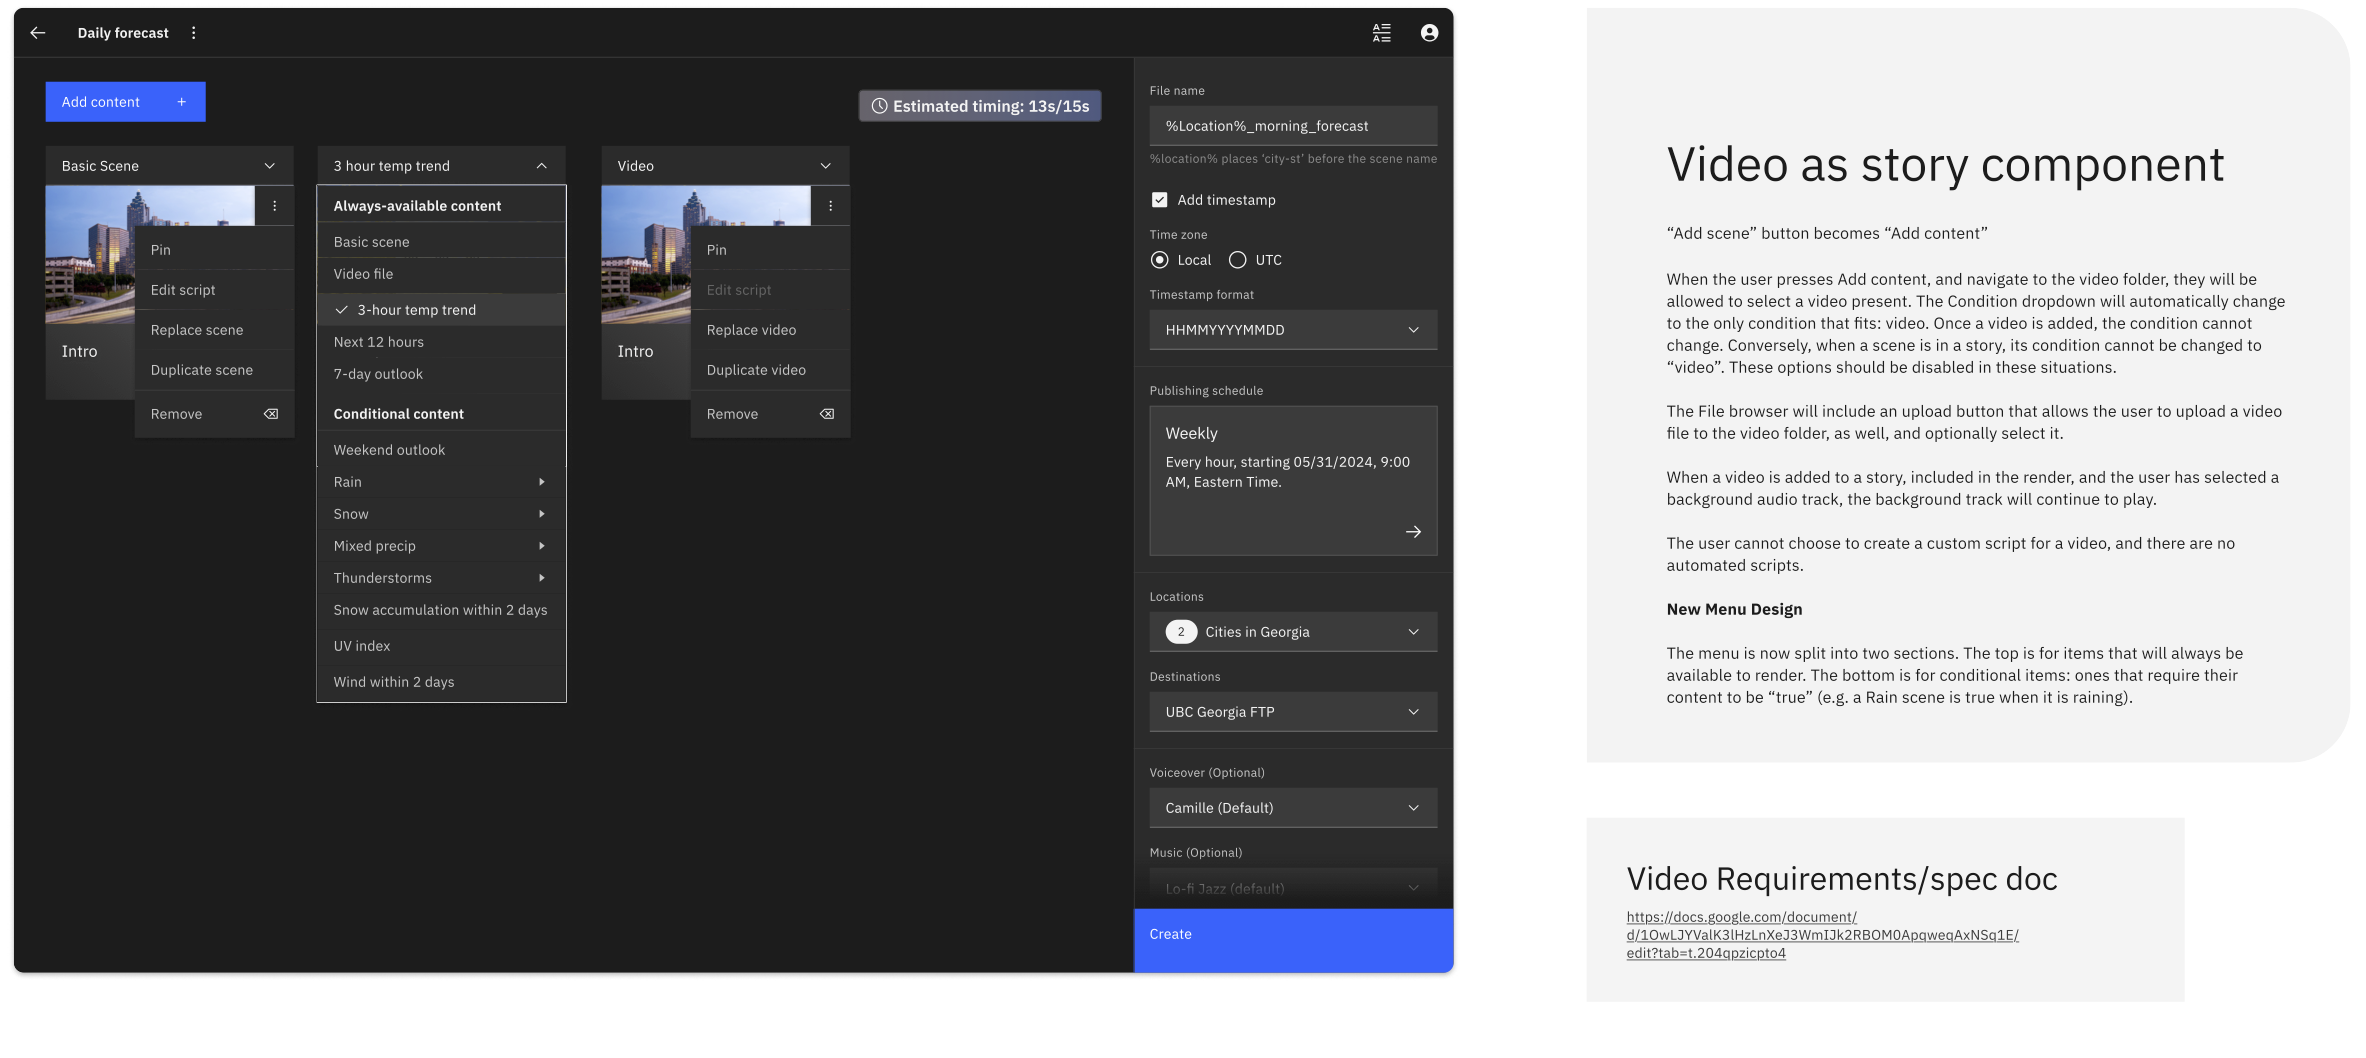 Daily forecast
Add content +
Estimated timing: 13s/15s
Basic Scene
Pin
Edit script
Replace scene
Duplicate scene
Remove
Intro
3 hour temp trend
Always-available content
Basic scene
Video file
3-hour temp trend
Next 12 hours
7-day outlook
Conditional content
Weekend outlook
Rain
Snow
Mixed precip
Thunderstorms
Snow accumulation within 2 days
UV index
Wind within 2 days
Video
Pin
Edit script
Replace video
Duplicate video
Remove
Intro
File name
%Location%_morning_forecast
%location% places ‘city-st’ before the scene name
Add timestamp
Time zone
Local
UTC
Timestamp format
HHMMYYYYMMDD
Publishing schedule
Weekly
Every hour, starting 05/31/2024, 9:00
AM, Eastern Time.
Locations
2 Cities in Georgia
Destinations
UBC Georgia FTP
Voiceover (Optional)
Camille (Default)
Music (Optional)
Lo-fi Jazz (default)
Create
Video as story component
“Add scene” button becomes “Add content”
When the user presses Add content, and navigate to the video folder, they will be
allowed to select a video present. The Condition dropdown will automatically change
to the only condition that fits: video. Once a video is added, the condition cannot
change. Conversely, when a scene is in a story, its condition cannot be changed to
“video”. These options should be disabled in these situations.
The File browser will include an upload button that allows the user to upload a video
file to the video folder, as well, and optionally select it.
When a video is added to a story, included in the render, and the user has selected a
background audio track, the background track will continue to play.
The user cannot choose to create a custom script for a video, and there are no
automated scripts.
New Menu Design
The menu is now split into two sections. The top is for items that will always be
available to render. The bottom is for conditional items: ones that require their
content to be “true” (e.g. a Rain scene is true when it is raining).
Video Requirements/spec doc
https://docs.google.com/document/
d/1OwLJYValK3lHzLnXeJ3WmIJk2RBOM0ApqweqAxNSq1E/
edit?tab=t.204qpzicpto4